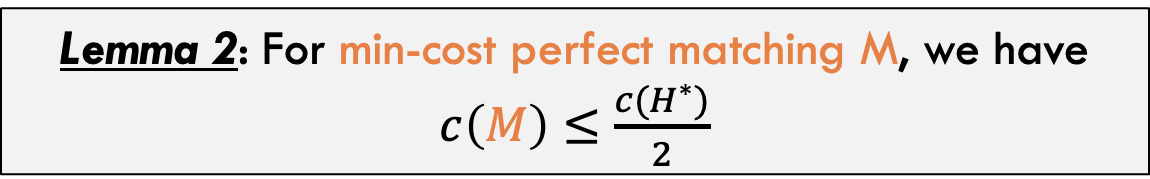 Lemma 2: For min-cost perfect matching M, we have
c(M) ≤ c(H*)/2